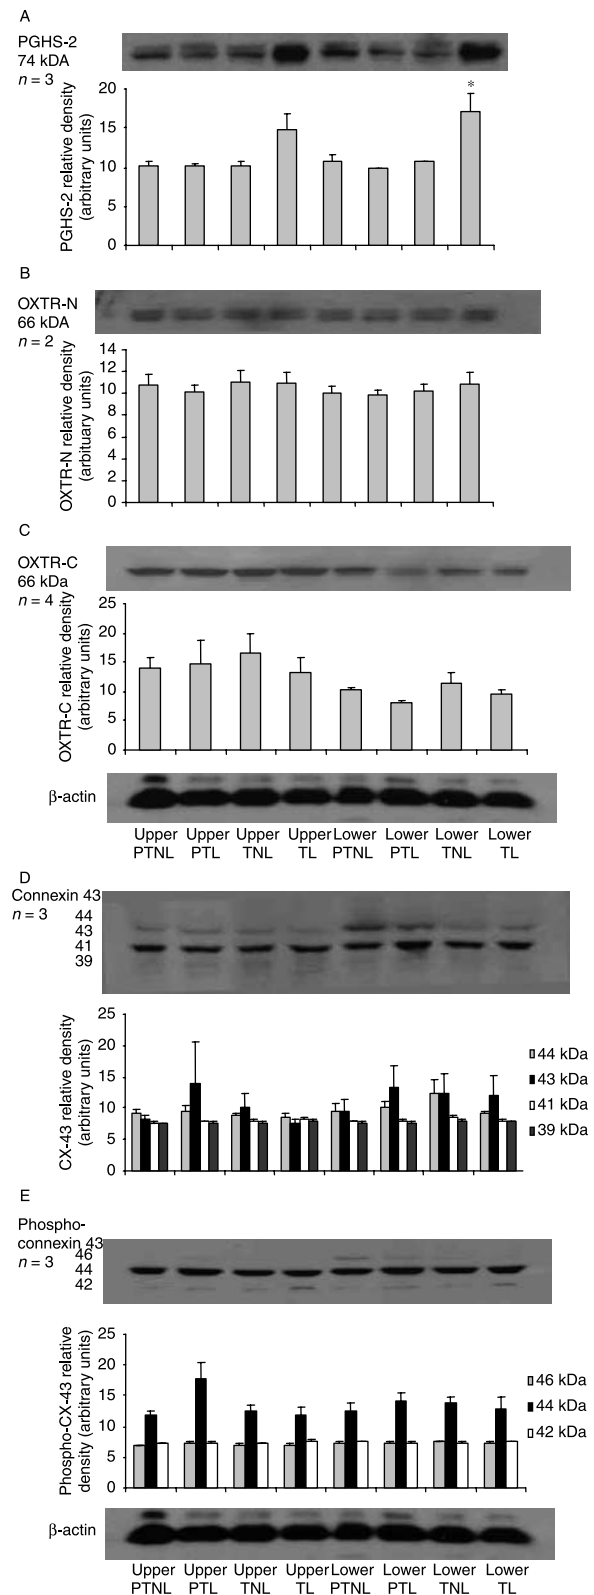 A
PGHS-2
74 kDA
n = 3
PGHS-2 relative density
(arbitrary units)
20
15
10
5
0
*
B
OXTR-N
66 kDA
n = 2
OXTR-N relative density
(arbituary units)
14
12
10
8
6
4
2
0
C
OXTR-C
66 kDa
n = 4
OXTR-C relative density
(arbitrary units)
25
20
15
10
5
0
β-actin
Upper Upper Upper Upper Lower Lower Lower Lower
PTNL PTL TNL TL PTNL PTL TNL TL
D
Connexin 43
n = 3
44
43
41
39
CX-43 relative density
(arbitrary units)
25
20
15
10
5
0
44 kDa
43 kDa
41 kDa
39 kDa
E
Phospho-
connexin 43
n = 3
46
44
42
Phospho-CX-43 relative
density (arbitrary units)
25
20
15
10
5
0
46 kDa
44 kDa
42 kDa
β-actin
Upper Upper Upper Upper Lower Lower Lower Lower
PTNL PTL TNL TL PTNL PTL TNL TL